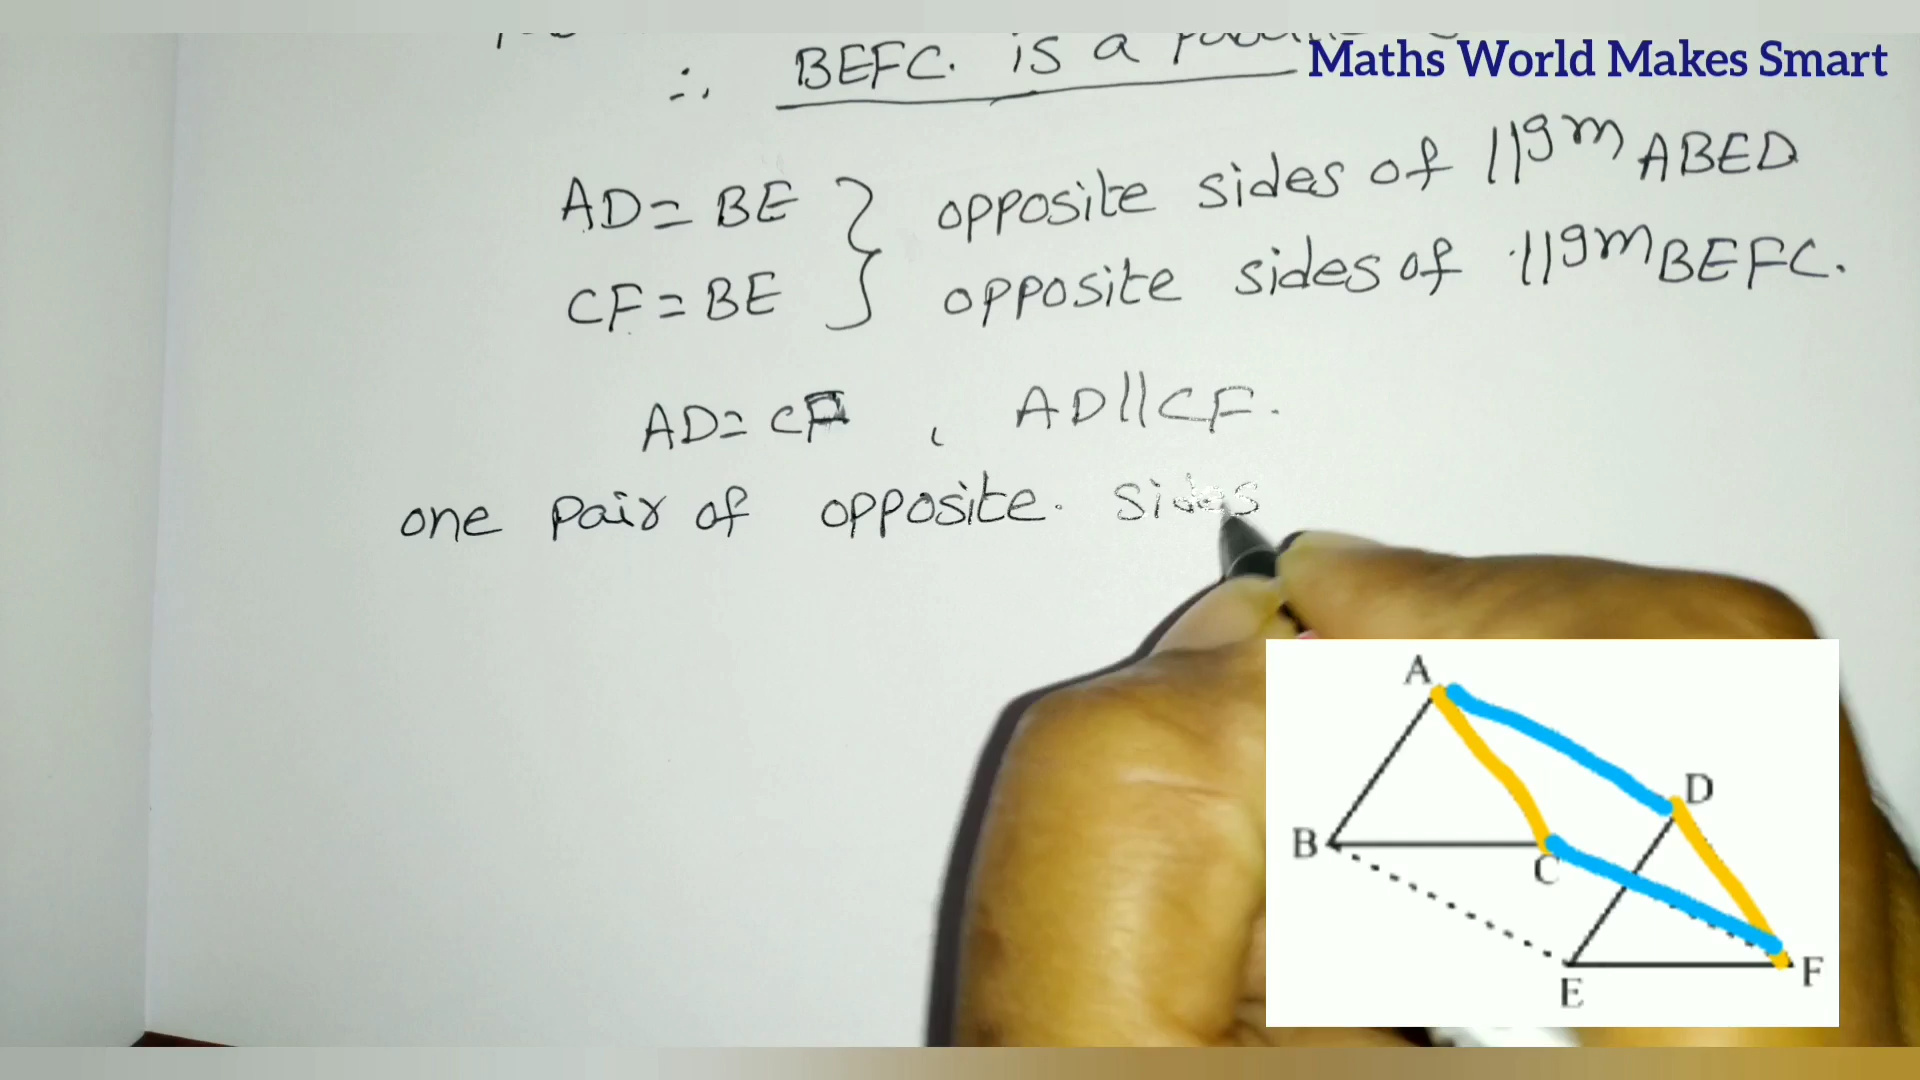 Maths World Makes Smart
∴ BEFC. is a
AD = BE } opposite sides of ||gm ABED
CF = BE } opposite sides of ||gm BEFC.
AD = CF , AD || CF.
one pair of opposite. sides
A
D
B
C
E
F